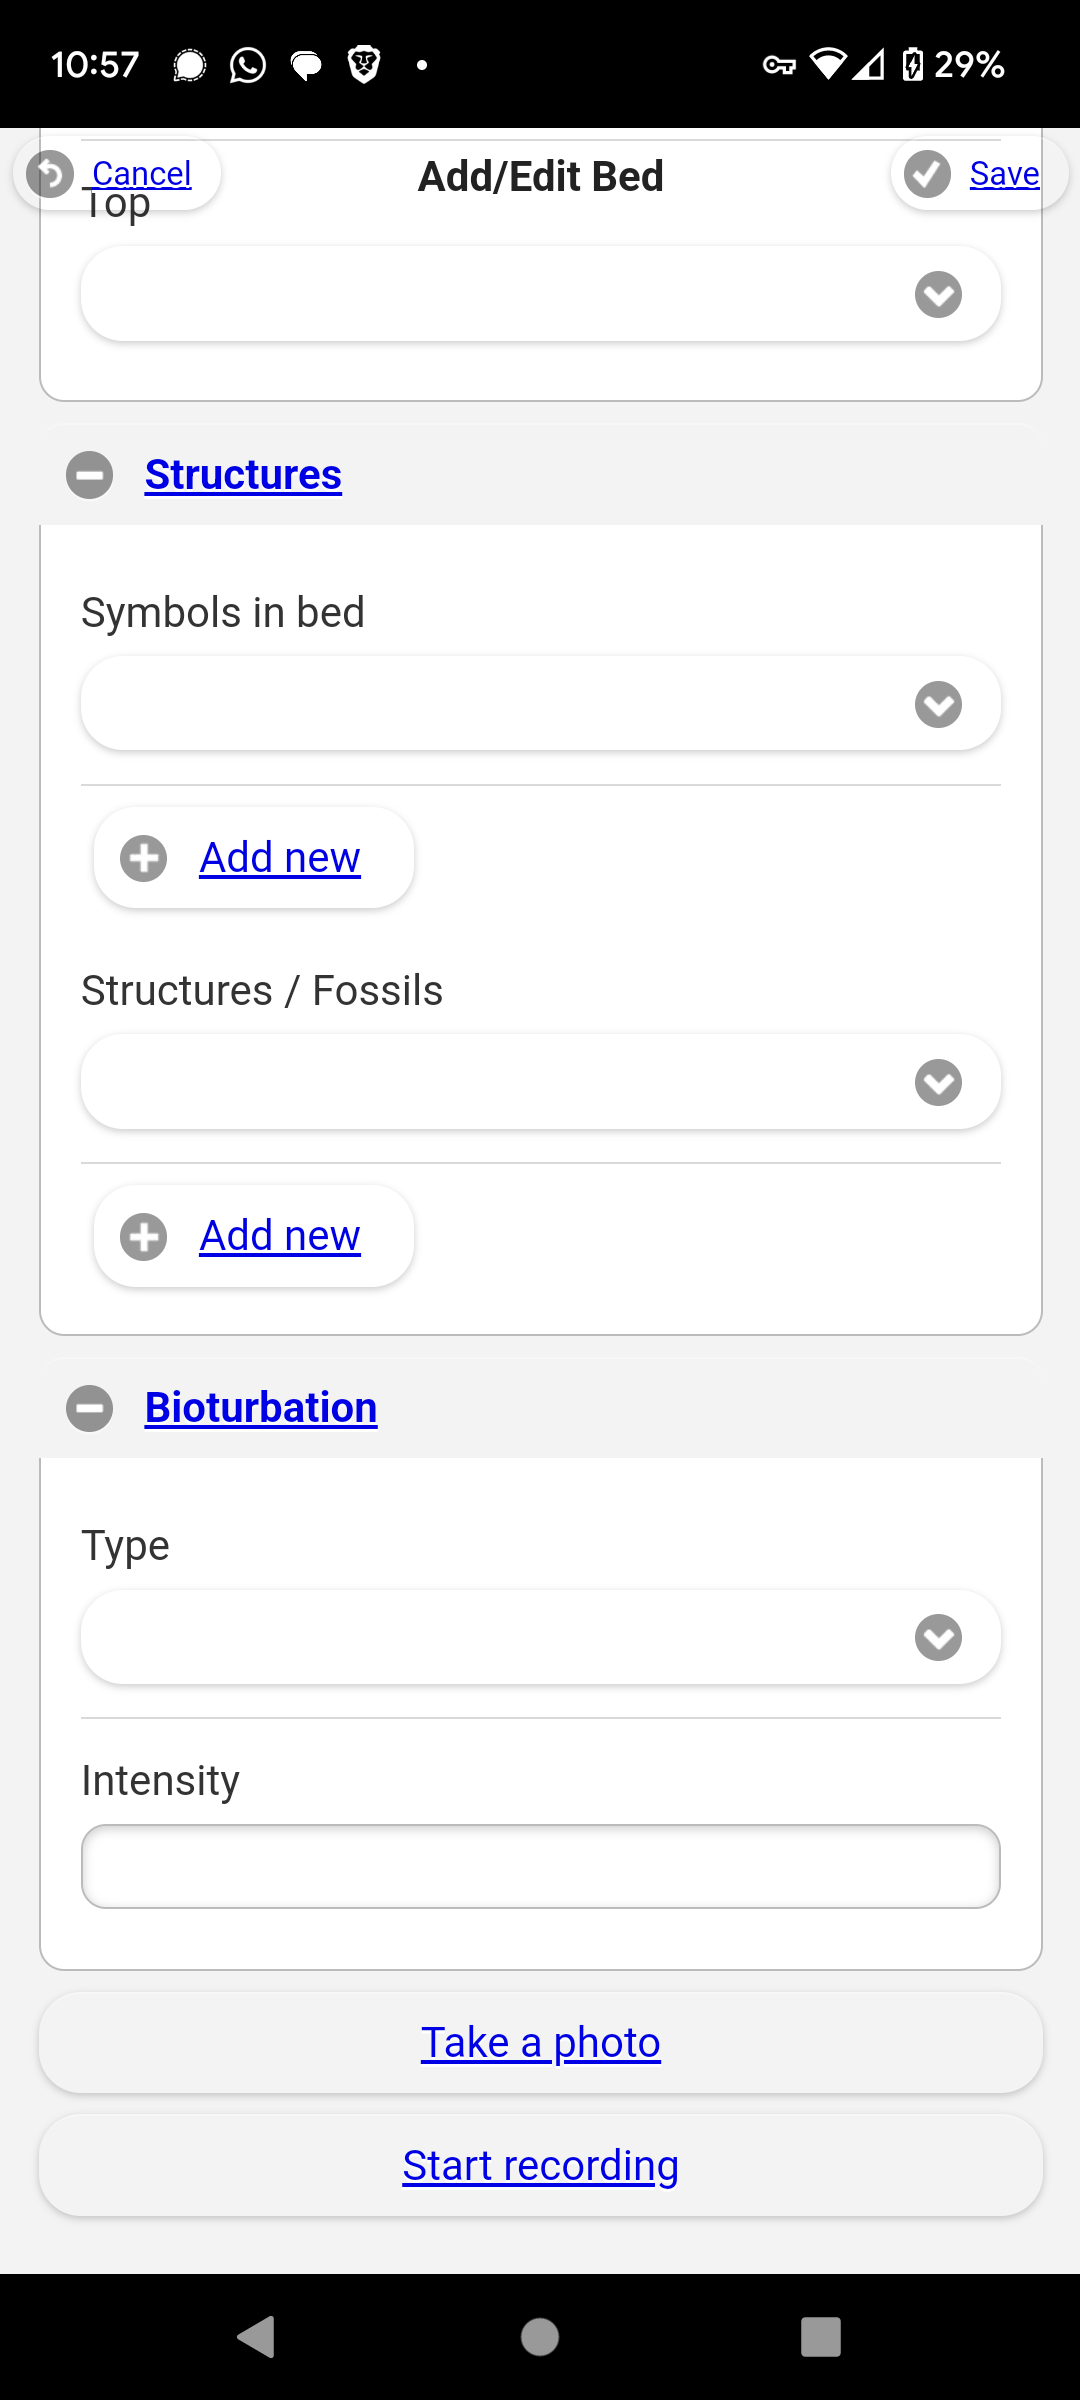 10:57
29%
Cancel
Add/Edit Bed
Save
Top
Structures
Symbols in bed
Add new
Structures / Fossils
Add new
Bioturbation
Type
Intensity
Take a photo
Start recording